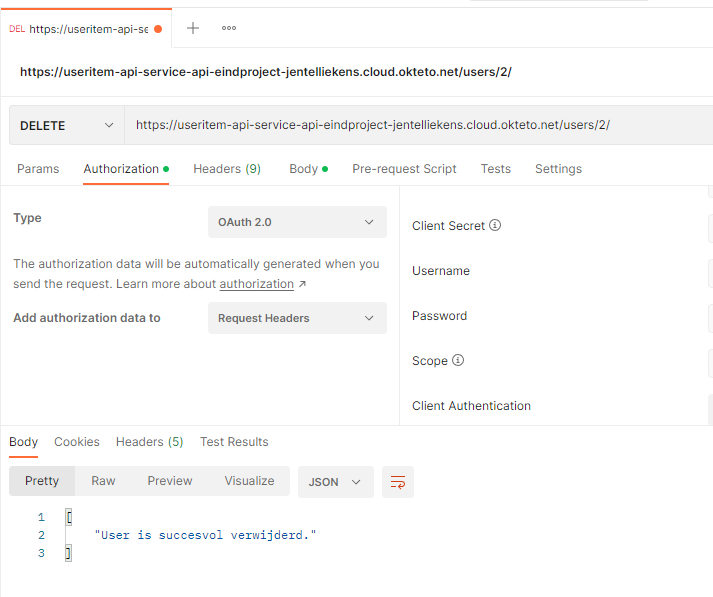 DEL https://useritem-api-se
https://useritem-api-service-api-eindproject-jentelliekens.cloud.okteto.net/users/2/
DELETE https://useritem-api-service-api-eindproject-jentelliekens.cloud.okteto.net/users/2/
Params Authorization Headers (9) Body Pre-request Script Tests Settings
Type OAuth 2.0
The authorization data will be automatically generated when you
send the request. Learn more about authorization ↗
Add authorization data to Request Headers
Client Secret
Username
Password
Scope
Client Authentication
Body Cookies Headers (5) Test Results
Pretty Raw Preview Visualize JSON
1 [
2 "User is succesvol verwijderd."
3 ]